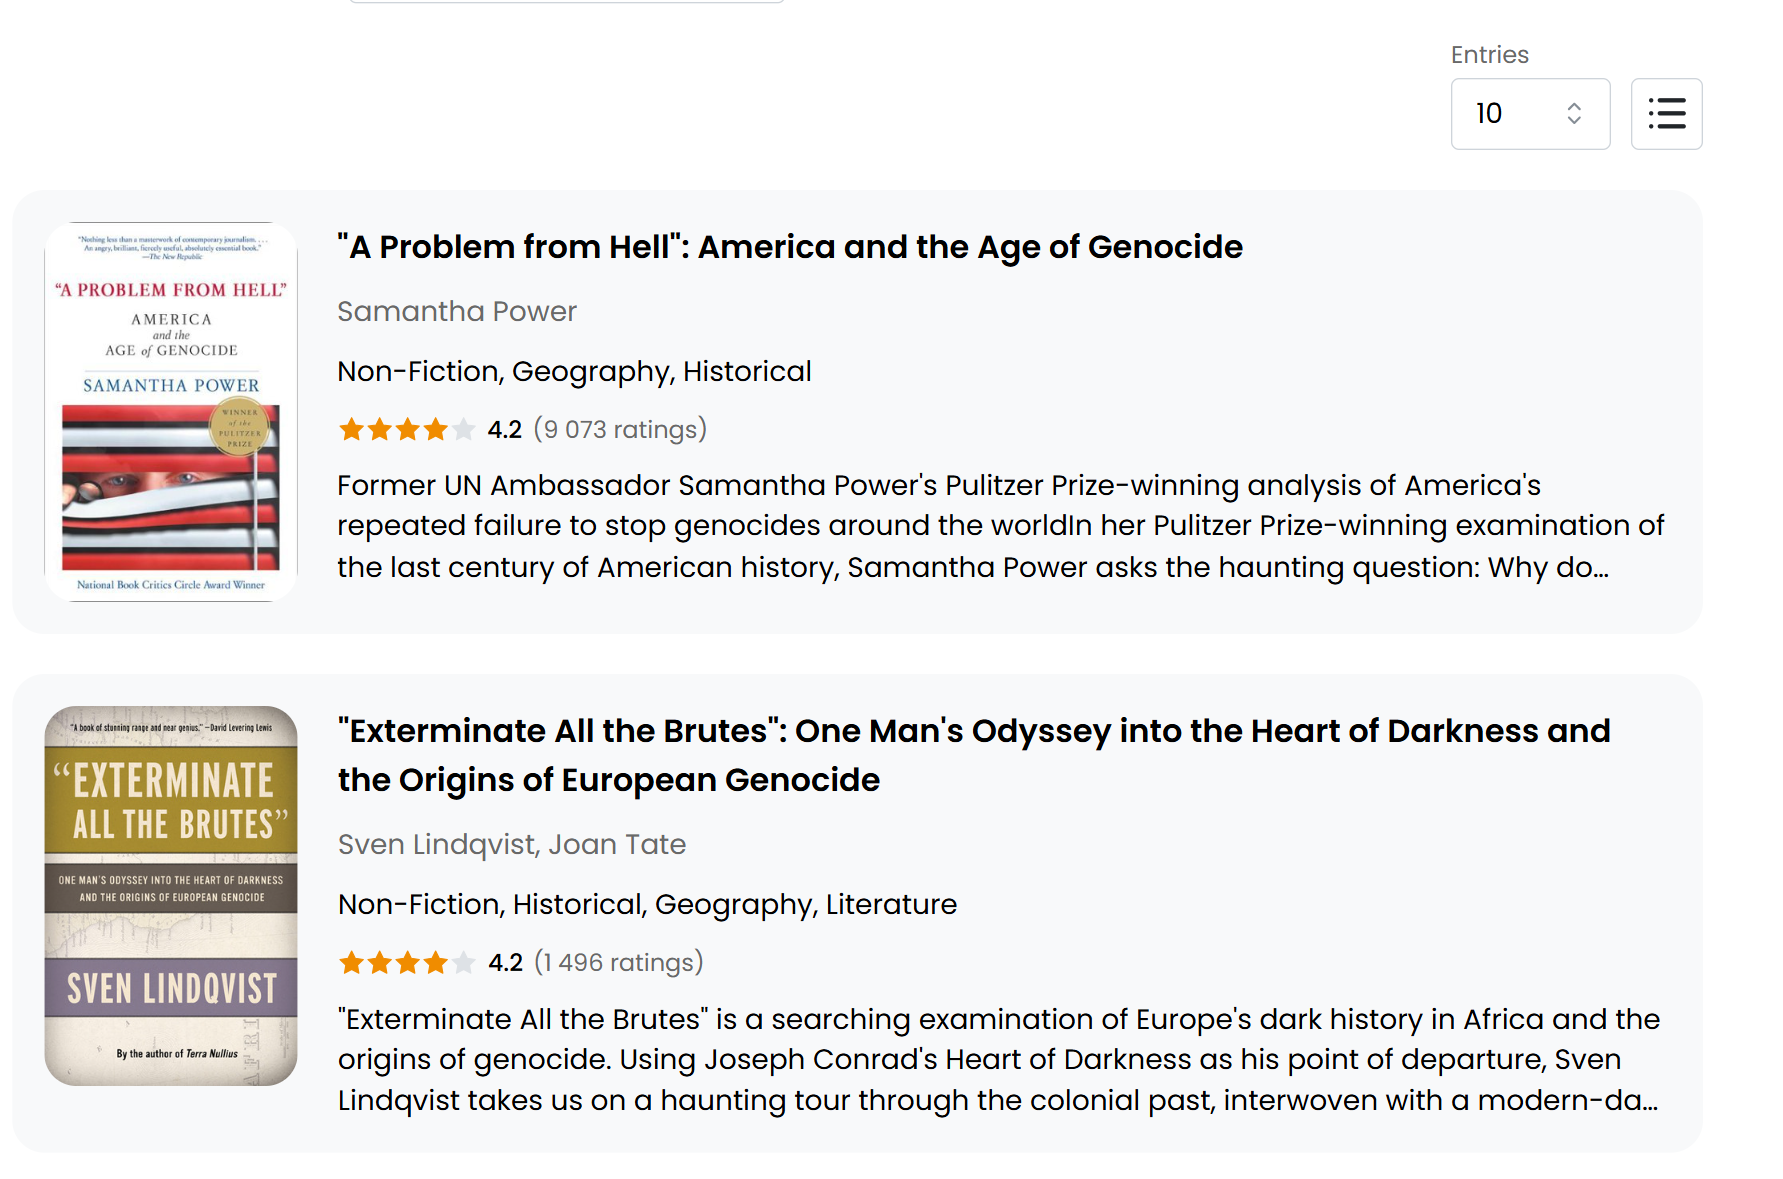 Entries
10
"Nothing less than a masterwork of contemporary journalism. . . .
An angry, brilliant, fiercely useful, absolutely essential book."
—The New Republic
"A PROBLEM FROM HELL"
AMERICA
and the
AGE of GENOCIDE
SAMANTHA POWER
WINNER
of the
PULITZER
PRIZE
National Book Critics Circle Award Winner
"A Problem from Hell": America and the Age of Genocide
Samantha Power
Non-Fiction, Geography, Historical
4.2 (9 073 ratings)
Former UN Ambassador Samantha Power's Pulitzer Prize-winning analysis of America's
repeated failure to stop genocides around the worldIn her Pulitzer Prize-winning examination of
the last century of American history, Samantha Power asks the haunting question: Why do...
"A book of stunning range and near genius." —David Levering Lewis
“EXTERMINATE
ALL THE BRUTES”
ONE MAN'S ODYSSEY INTO THE HEART OF DARKNESS
AND THE ORIGINS OF EUROPEAN GENOCIDE
SVEN LINDQVIST
By the author of Terra Nullius
"Exterminate All the Brutes": One Man's Odyssey into the Heart of Darkness and
the Origins of European Genocide
Sven Lindqvist, Joan Tate
Non-Fiction, Historical, Geography, Literature
4.2 (1 496 ratings)
"Exterminate All the Brutes" is a searching examination of Europe's dark history in Africa and the
origins of genocide. Using Joseph Conrad's Heart of Darkness as his point of departure, Sven
Lindqvist takes us on a haunting tour through the colonial past, interwoven with a modern-da...